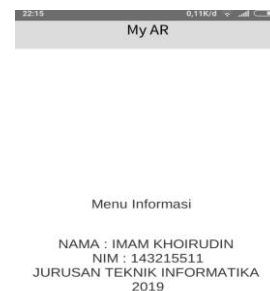 22:15 0,11K/d
My AR
Menu Informasi
NAMA : IMAM KHOIRUDIN
NIM : 143215511
JURUSAN TEKNIK INFORMATIKA
2019